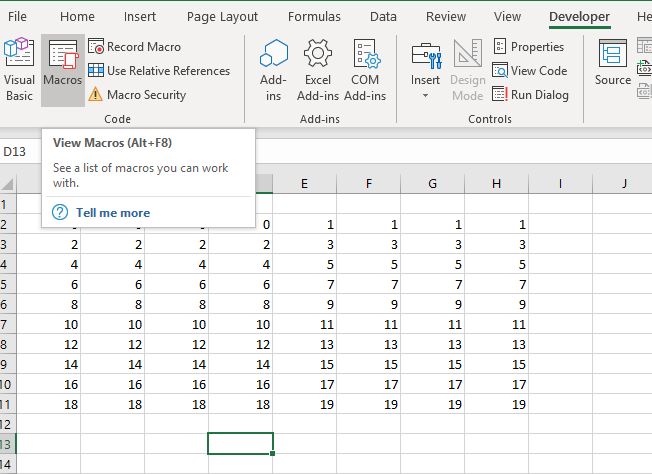 File Home Insert Page Layout Formulas Data Review View Developer He
Visual Basic
Macros
Record Macro
Use Relative References
Macro Security
Code
Add-ins
Excel Add-ins
COM Add-ins
Add-ins
Insert
Design Mode
Properties
View Code
Run Dialog
Controls
Source
D13
View Macros (Alt+F8)
See a list of macros you can work
with.
Tell me more
E F G H I J
1
2 0 1 1 1 1
3 2 2 2 2 3 3 3 3
4 4 4 4 4 5 5 5 5
5 6 6 6 6 7 7 7 7
6 8 8 8 8 9 9 9 9
7 10 10 10 10 11 11 11 11
8 12 12 12 12 13 13 13 13
9 14 14 14 14 15 15 15 15
10 16 16 16 16 17 17 17 17
11 18 18 18 18 19 19 19 19
12
13
14